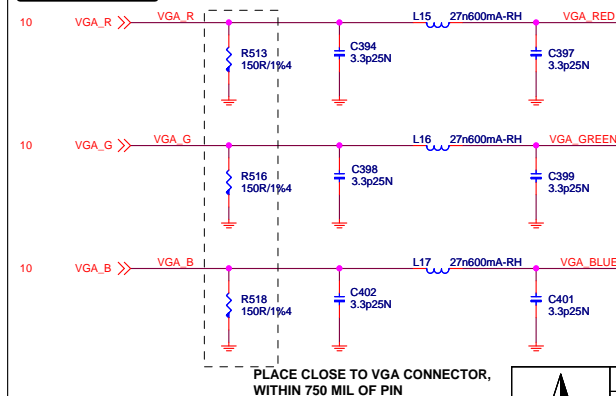 10 VGA_R VGA_R L15 27n600mA-RH VGA_RED
R513 150R/1%4
C394 3.3p25N
C397 3.3p25N
10 VGA_G VGA_G L16 27n600mA-RH VGA_GREEN
R516 150R/1%4
C398 3.3p25N
C399 3.3p25N
10 VGA_B VGA_B L17 27n600mA-RH VGA_BLUE
R518 150R/1%4
C402 3.3p25N
C401 3.3p25N
PLACE CLOSE TO VGA CONNECTOR,
WITHIN 750 MIL OF PIN